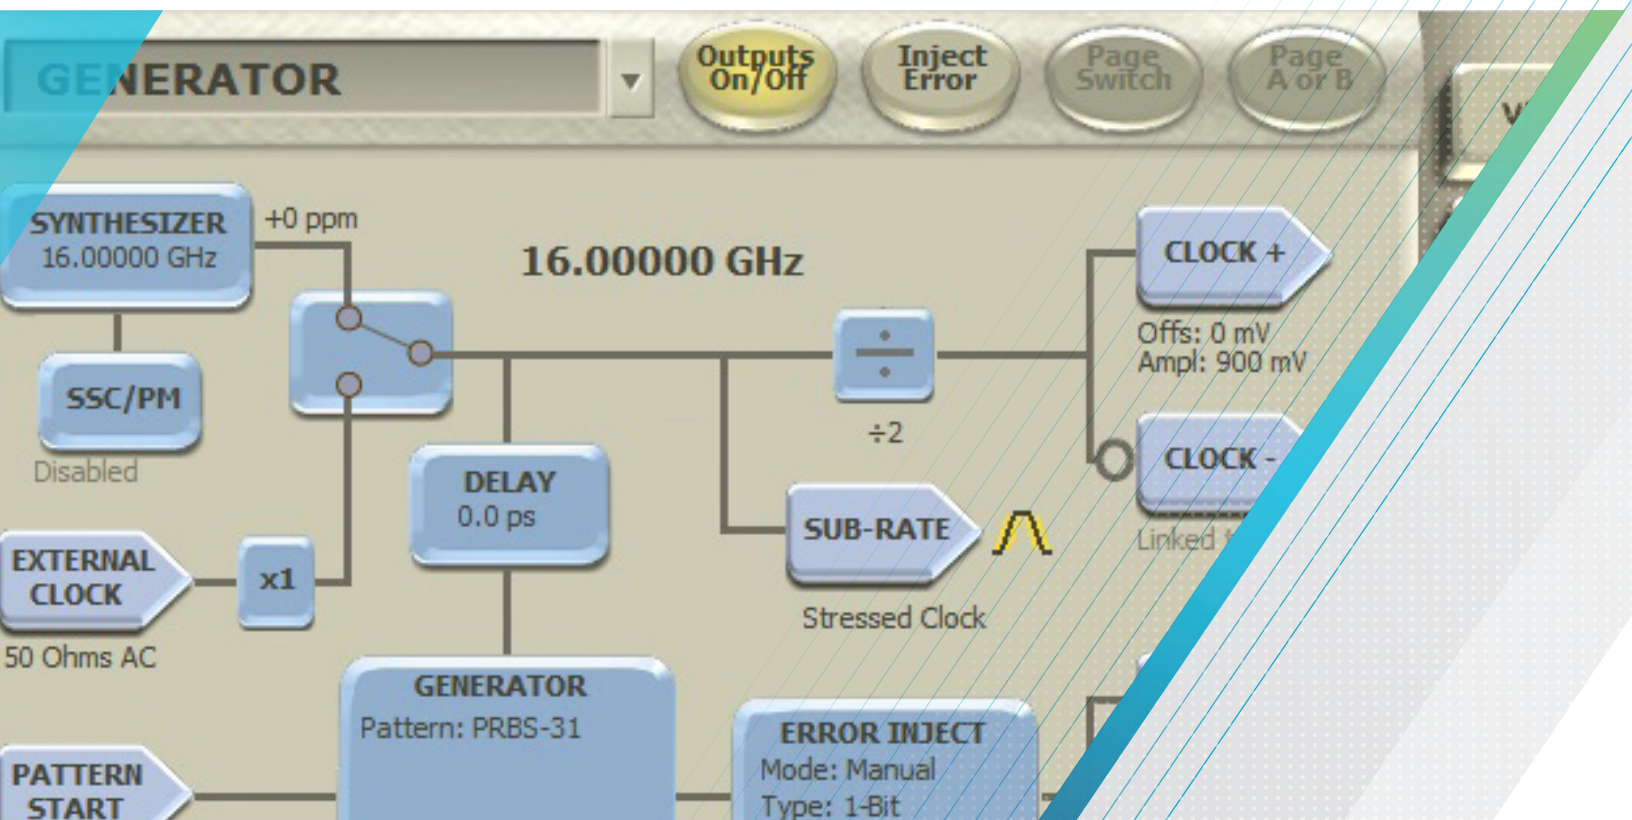 GENERATOR
Outputs
On/Off
Inject
Error
Page
Switch
Page
A or B
SYNTHESIZER
16.00000 GHz
+0 ppm
16.00000 GHz
CLOCK +
Offs: 0 mV
Ampl: 900 mV
÷
÷2
SSC/PM
Disabled
DELAY
0.0 ps
CLOCK -
Linked
SUB-RATE
Stressed Clock
EXTERNAL
CLOCK
x1
50 Ohms AC
GENERATOR
Pattern: PRBS-31
ERROR INJECT
Mode: Manual
Type: 1-Bit
PATTERN
START